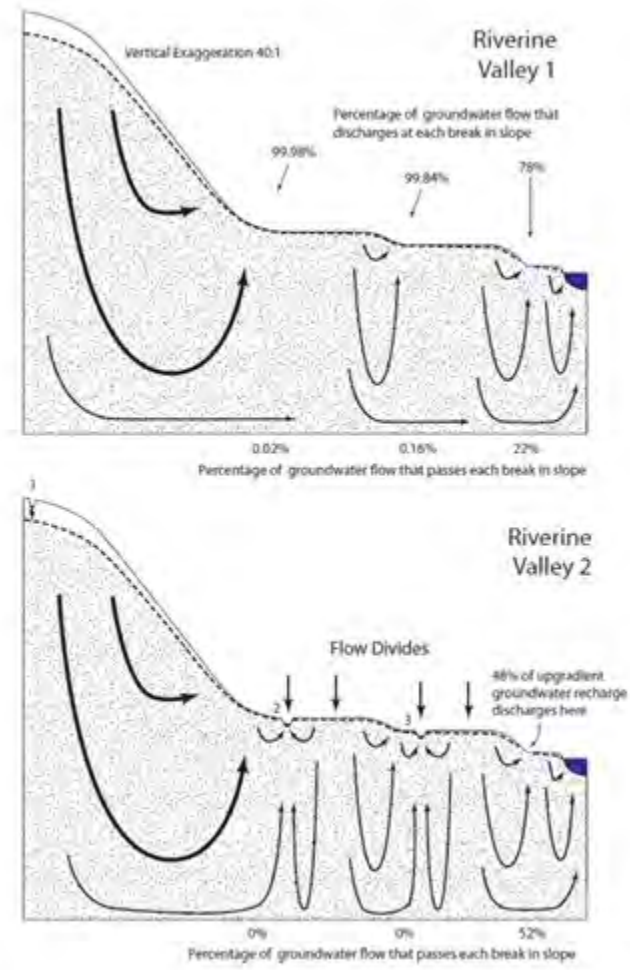 Vertical Exaggeration 40:1
Riverine
Valley 1
Percentage of groundwater flow that
discharges at each break in slope
99.98%
99.84%
78%
0.02%
0.16%
22%
Percentage of groundwater flow that passes each break in slope
1
Riverine
Valley 2
Flow Divides
48% of upgradient
groundwater recharge
discharges here
2
3
0%
0%
52%
Percentage of groundwater flow that passes each break in slope